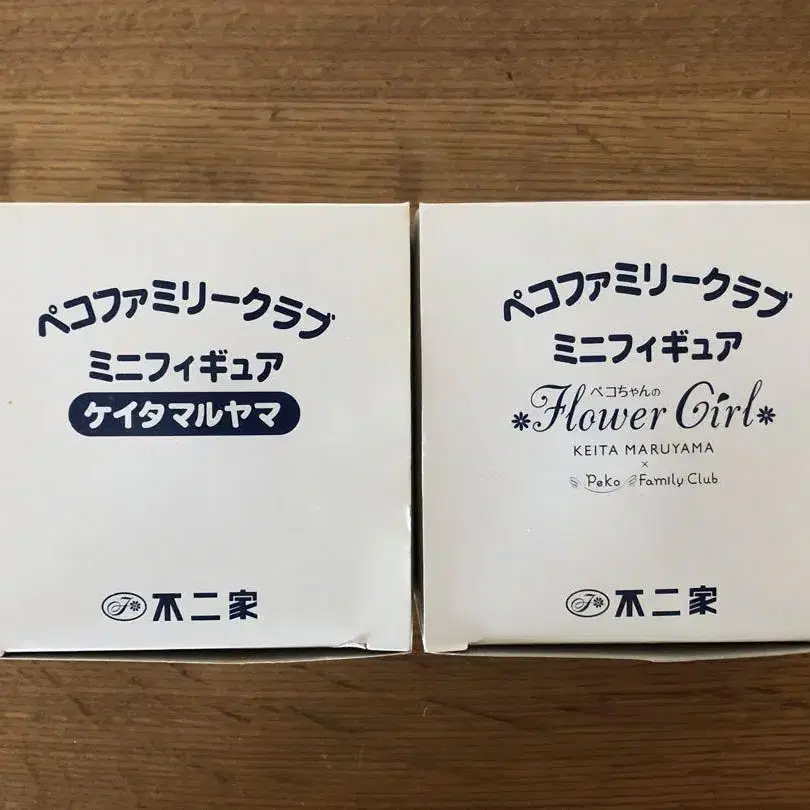 ペコファミリークラブ
ミニフィギュア
ケイタマルヤマ
不二家
ペコファミリークラブ
ミニフィギュア
ペコちゃんの
Flower Girl
KEITA MARUYAMA
×
Peko Family Club
不二家